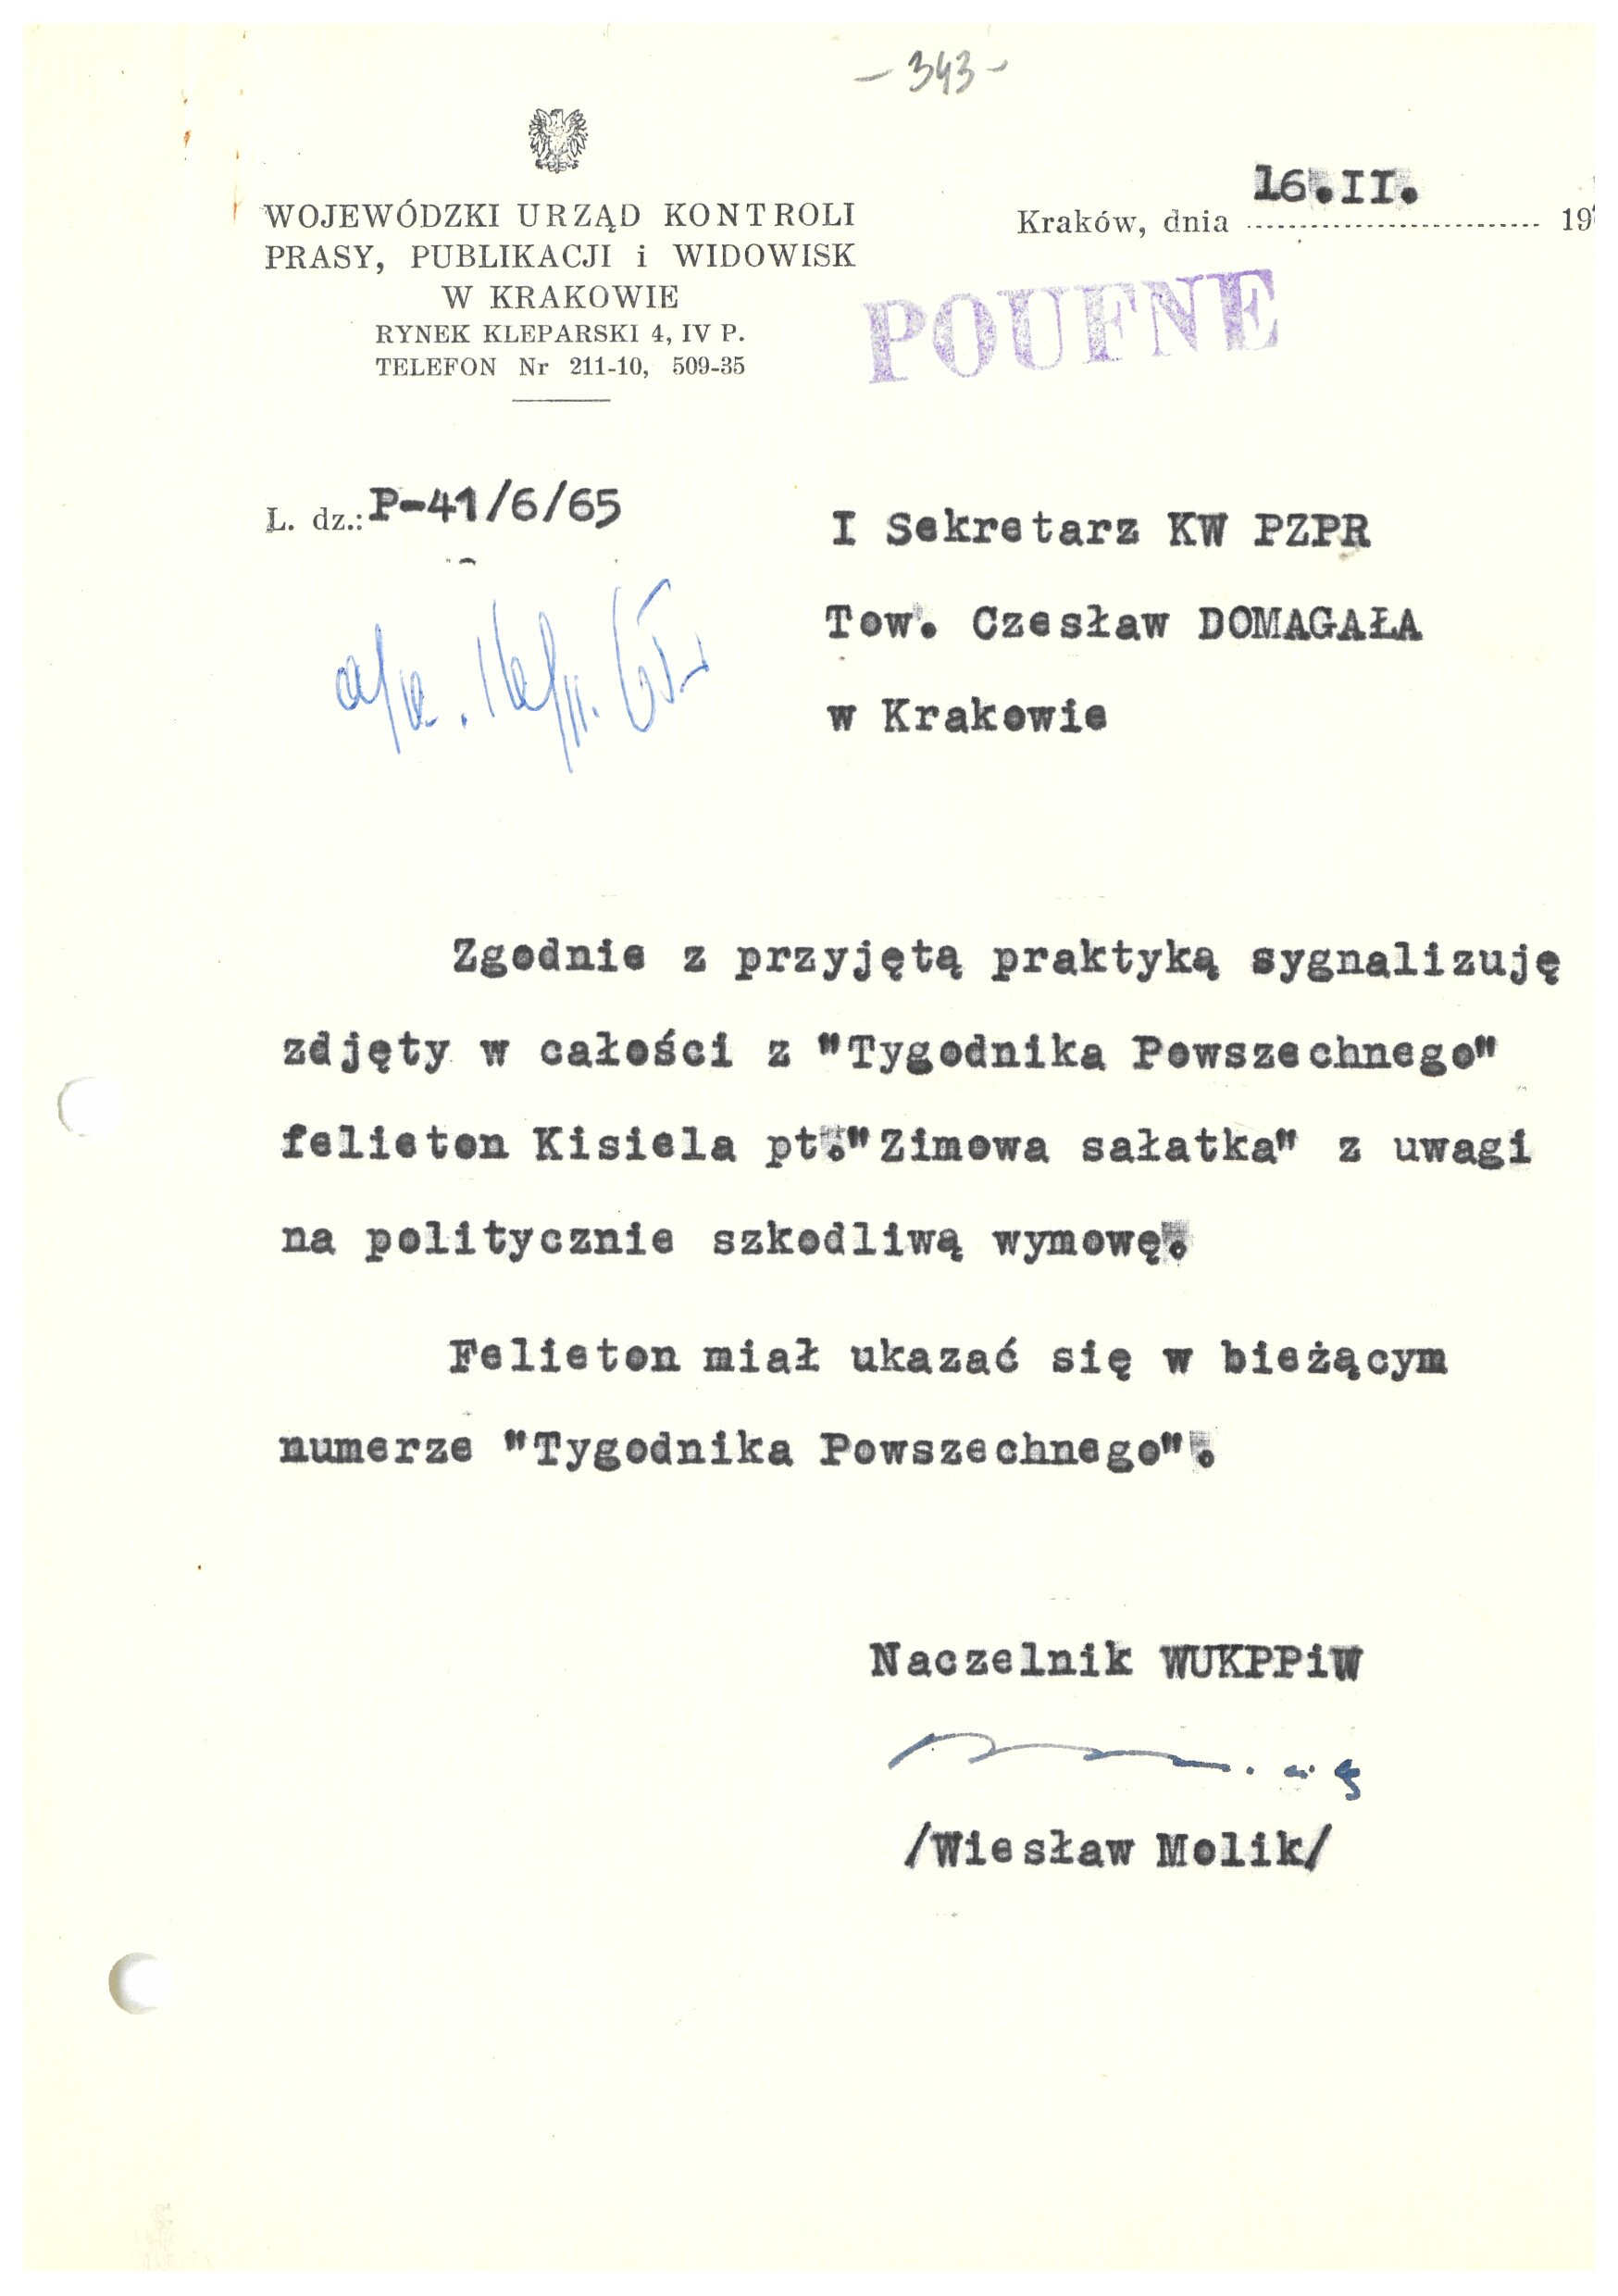 - 343 -
WOJEWÓDZKI URZĄD KONTROLI
PRASY, PUBLIKACJI i WIDOWISK
W KRAKOWIE
RYNEK KLEPARSKI 4, IV P.
TELEFON Nr 211-10, 509-35
Kraków, dnia 16.II. 19
POUFNE
L. dz.: P-41/6/65
a/a. 16/II. 65
I Sekretarz KW PZPR
Tow. Czesław DOMAGAŁA
w Krakowie
Zgodnie z przyjętą praktyką sygnalizuję
zdjęty w całości z "Tygodnika Powszechnego"
felieton Kisiela pt."Zimowa sałatka" z uwagi
na politycznie szkodliwą wymowę.
Felieton miał ukazać się w bieżącym
numerze "Tygodnika Powszechnego".
Naczelnik WUKPPiW
/Wiesław Molik/